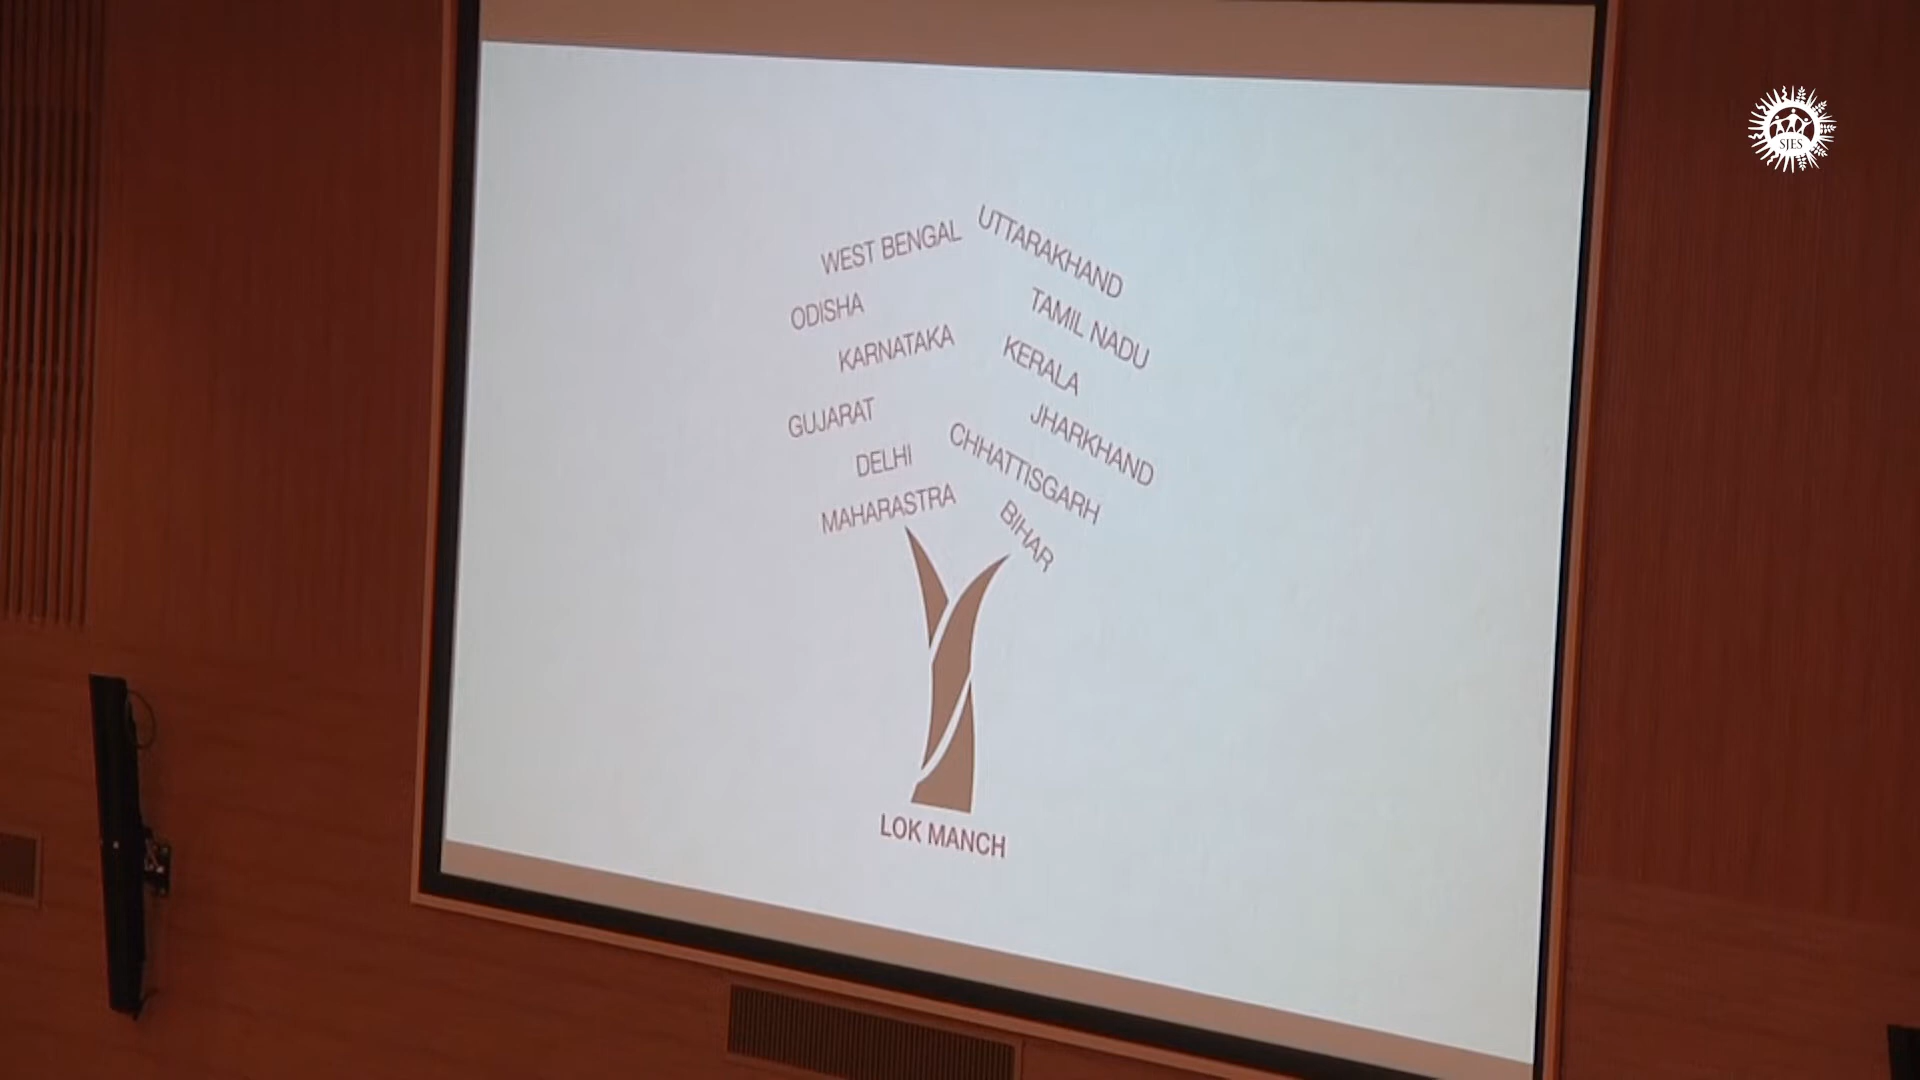 WEST BENGAL
UTTARAKHAND
ODISHA
TAMIL NADU
KARNATAKA
KERALA
GUJARAT
JHARKHAND
DELHI
CHHATTISGARH
MAHARASTRA
BIHAR
LOK MANCH
SJES